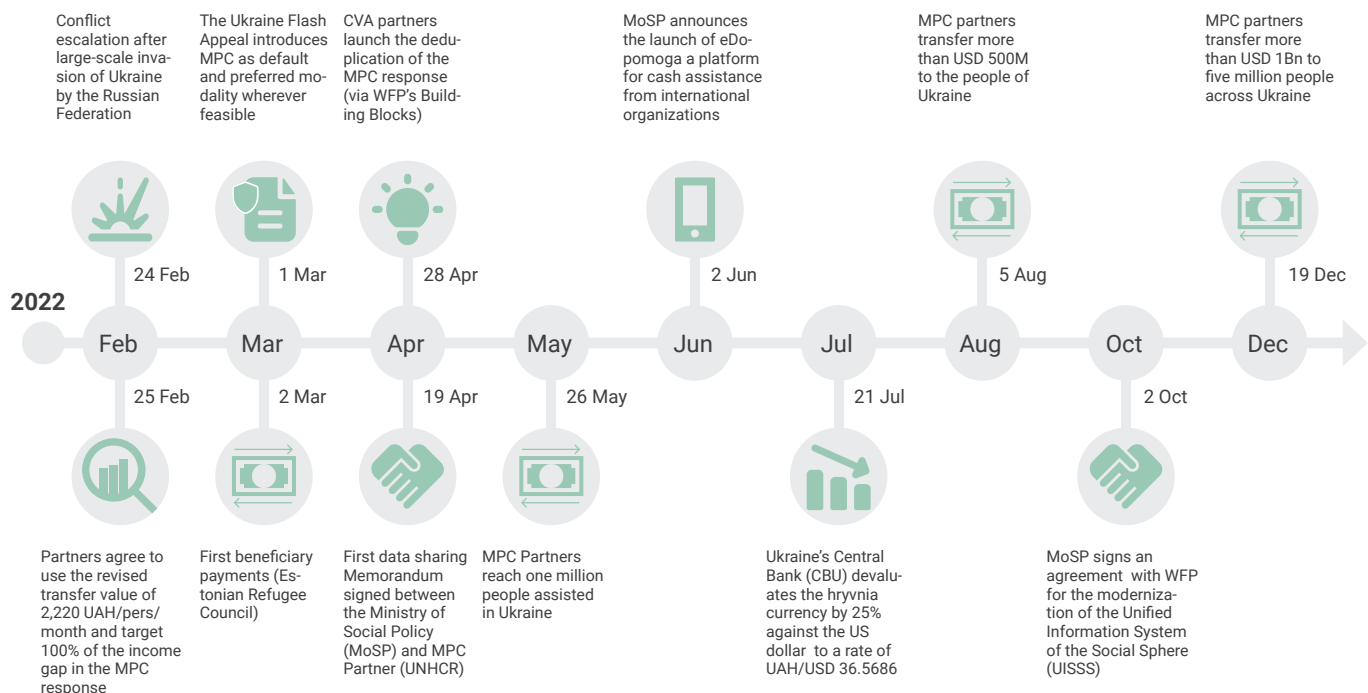 Conflict
escalation after
large-scale inva-
sion of Ukraine
by the Russian
Federation
The Ukraine Flash
Appeal introduces
MPC as default
and preferred mo-
dality wherever
feasible
CVA partners
launch the dedu-
plication of the
MPC response
(via WFP's Build-
ing Blocks)
MoSP announces
the launch of eDo-
pomoga a platform
for cash assistance
from international
organizations
MPC partners
transfer more
than USD 500M
to the people of
Ukraine
MPC partners
transfer more
than USD 1Bn to
five million people
across Ukraine
24 Feb
1 Mar
28 Apr
2 Jun
5 Aug
19 Dec
2022
Feb
Mar
Apr
May
Jun
Jul
Aug
Oct
Dec
25 Feb
2 Mar
19 Apr
26 May
21 Jul
2 Oct
Partners agree to
use the revised
transfer value of
2,220 UAH/pers/
month and target
100% of the income
gap in the MPC
response
First beneficiary
payments (Es-
tonian Refugee
Council)
First data sharing
Memorandum
signed between
the Ministry of
Social Policy
(MoSP) and MPC
Partner (UNHCR)
MPC Partners
reach one million
people assisted
in Ukraine
Ukraine's Central
Bank (CBU) devalu-
ates the hryvnia
currency by 25%
against the US
dollar to a rate of
UAH/USD 36.5686
MoSP signs an
agreement with WFP
for the moderniza-
tion of the Unified
Information System
of the Social Sphere
(UISSS)